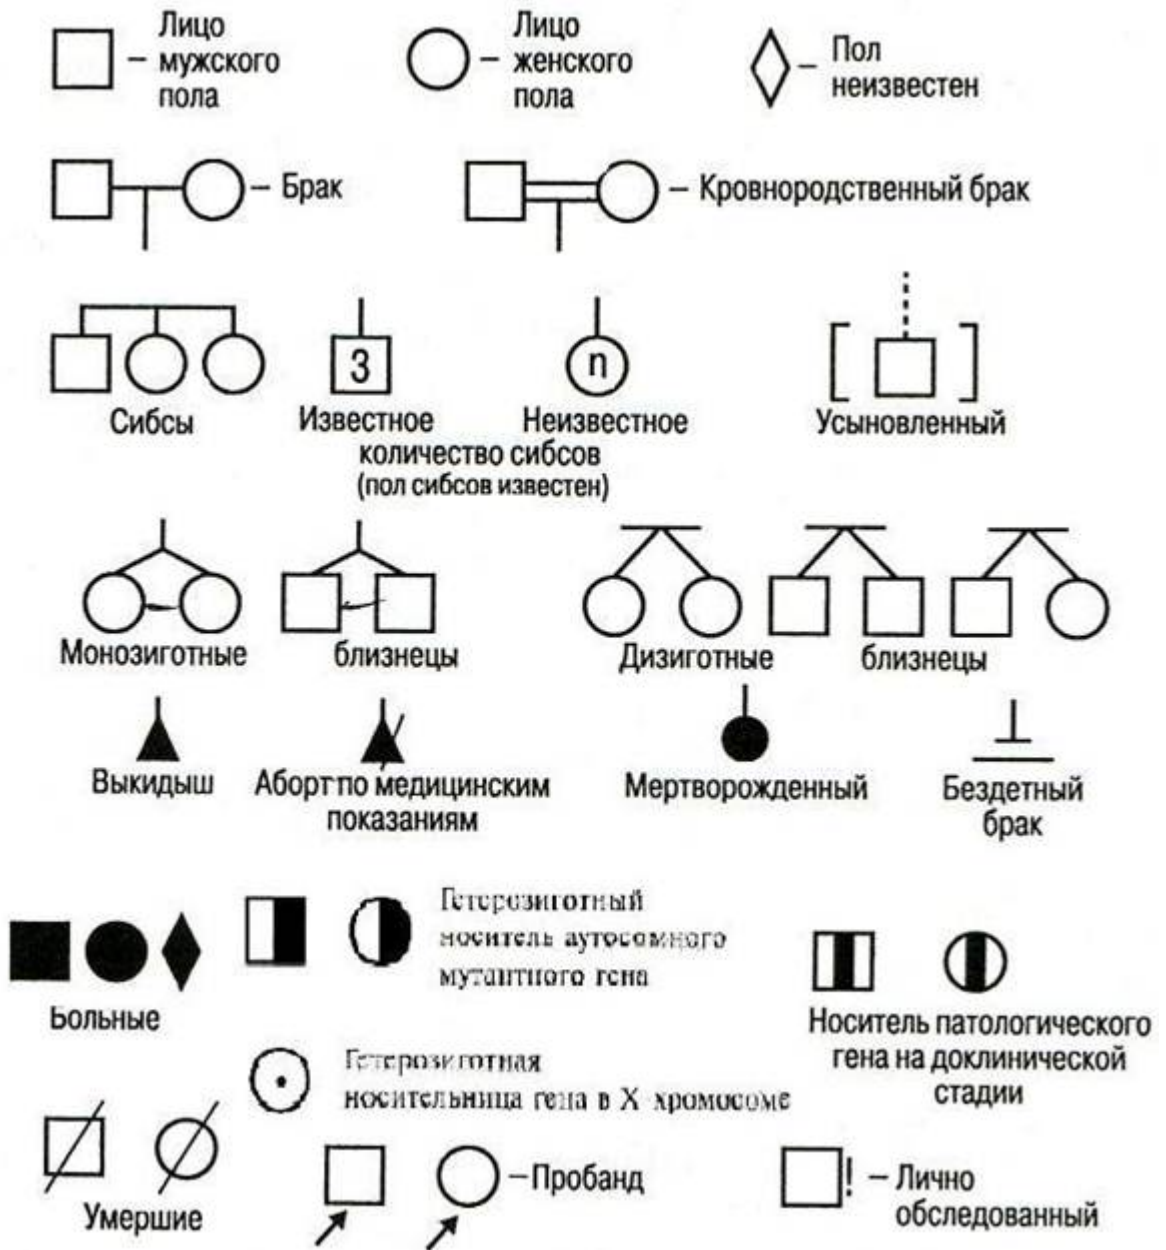 – Лицо
мужского
пола
– Лицо
женского
пола
– Пол
неизвестен
– Брак
– Кровнородственный брак
3
n
Сибсы
Известное
Неизвестное
количество сибсов
(пол сибсов известен)
Усыновленный
Монозиготные близнецы
Дизиготные близнецы
Выкидыш
Аборт по медицинским
показаниям
Мертворожденный
Бездетный
брак
Больные
Гетерозиготный
носитель аутосомного
мутантного гена
Носитель патологического
гена на доклинической
стадии
Гетерозиготная
носительница гена в X-хромосоме
Умершие
– Пробанд
! – Лично
обследованный